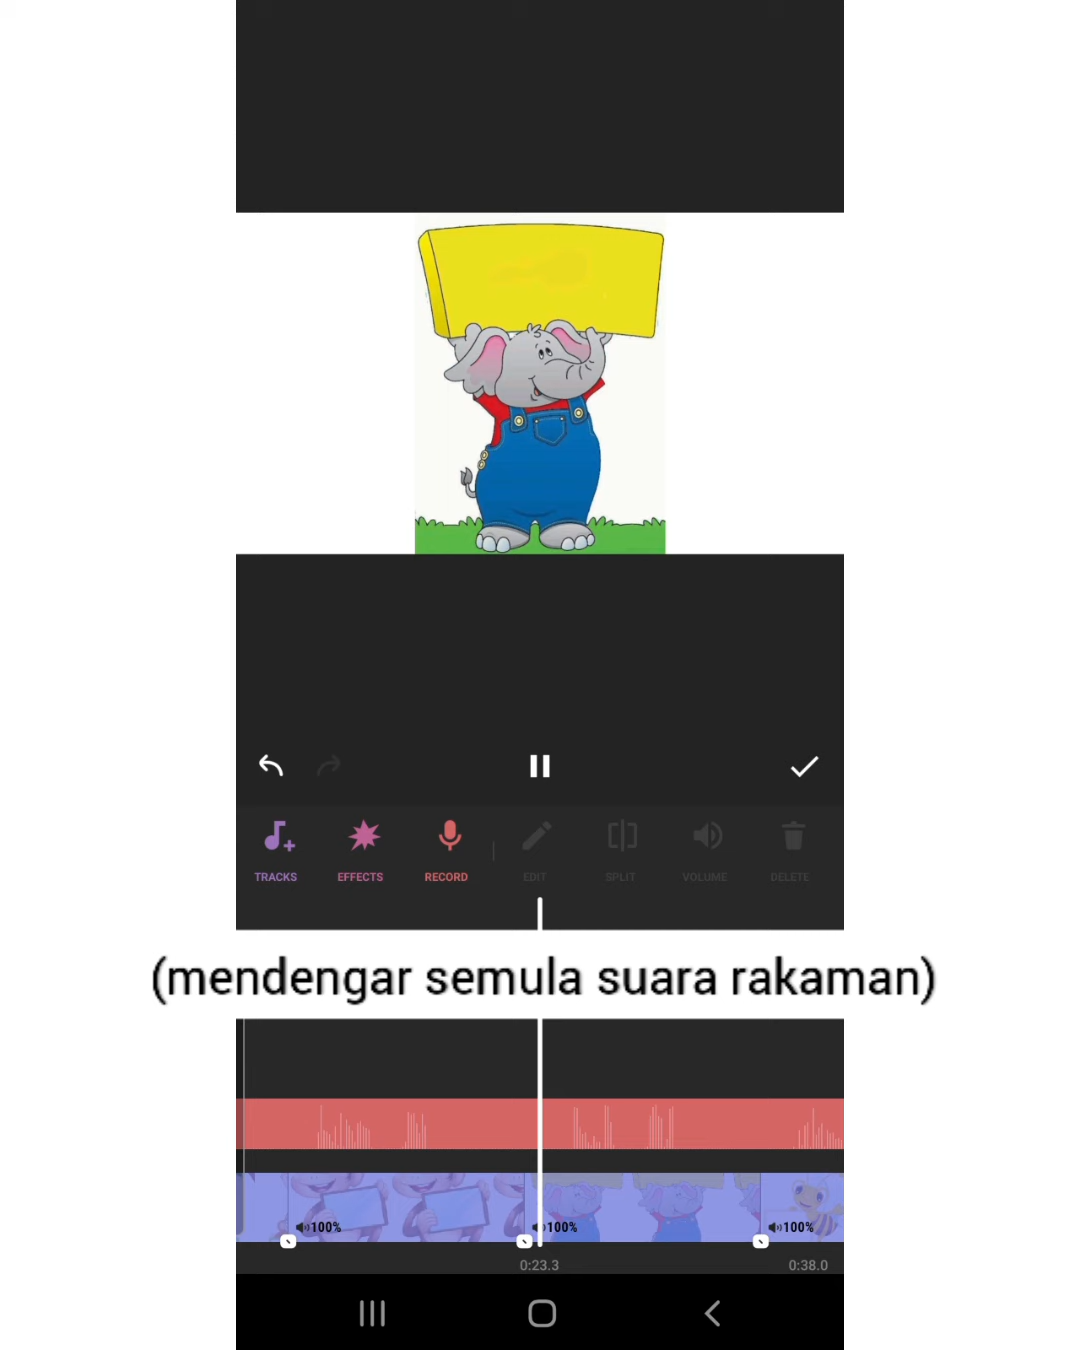 TRACKS EFFECTS RECORD EDIT SPLIT VOLUME DELETE
(mendengar semula suara rakaman)
100% 100% 100%
0:23.3 0:38.0